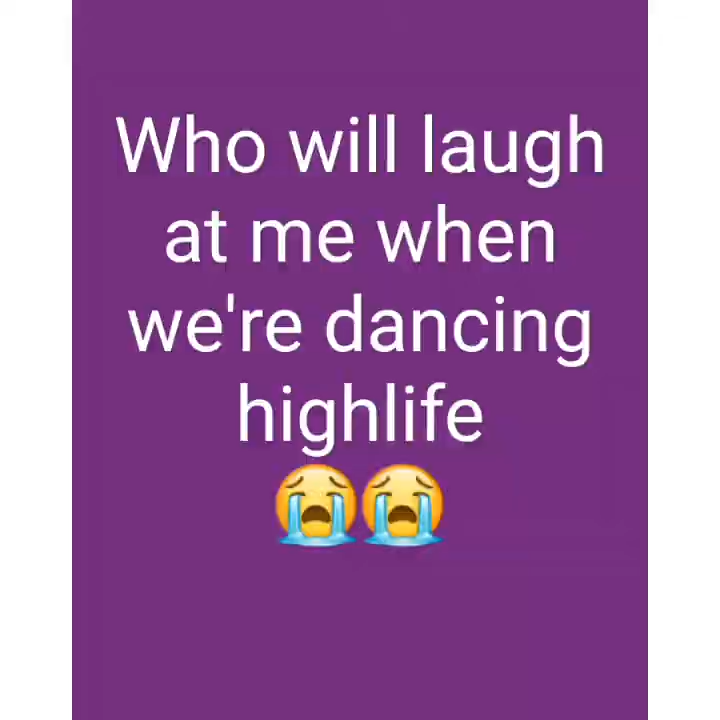 Who will laugh
at me when
we're dancing
highlife
😭😭